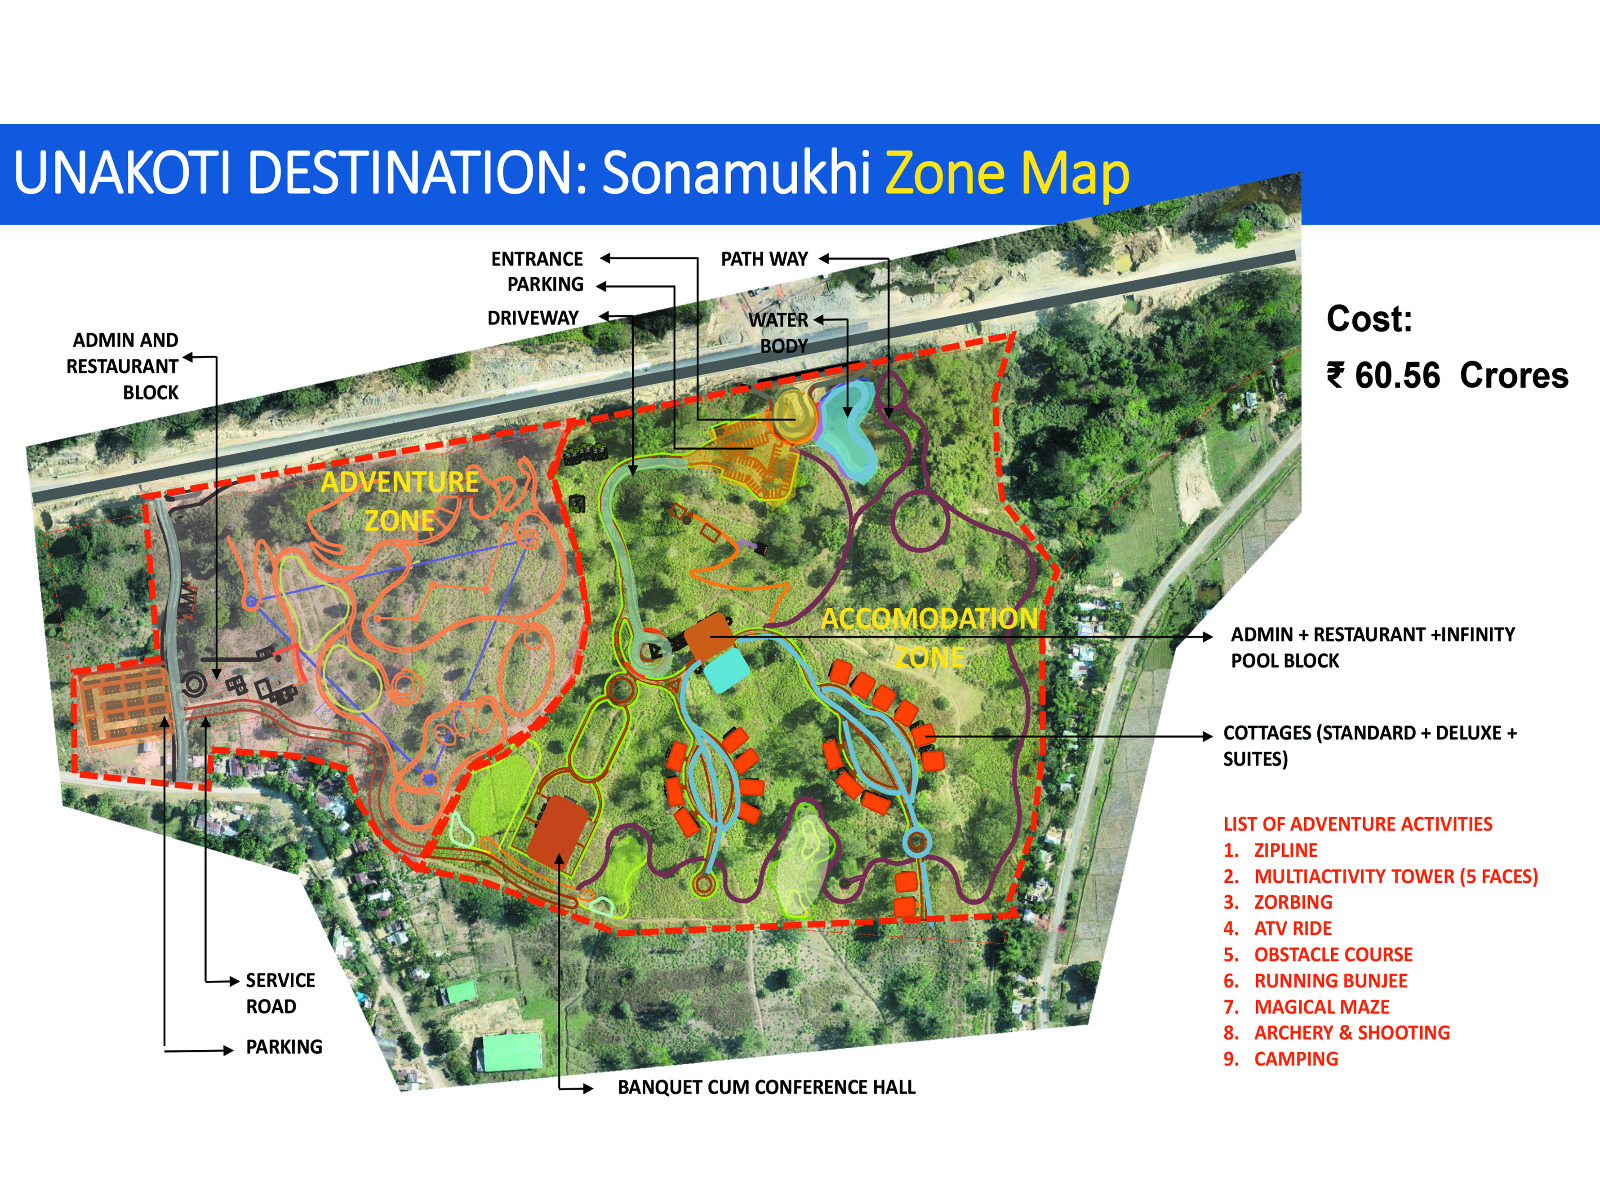 UNAKOTI DESTINATION: Sonamukhi Zone Map
ENTRANCE
PARKING
DRIVEWAY
PATH WAY
WATER
BODY
ADMIN AND
RESTAURANT
BLOCK
Cost:
₹ 60.56 Crores
ADVENTURE
ZONE
ACCOMODATION
ZONE
ADMIN + RESTAURANT +INFINITY
POOL BLOCK
COTTAGES (STANDARD + DELUXE +
SUITES)
LIST OF ADVENTURE ACTIVITIES
1. ZIPLINE
2. MULTIACTIVITY TOWER (5 FACES)
3. ZORBING
4. ATV RIDE
5. OBSTACLE COURSE
6. RUNNING BUNJEE
7. MAGICAL MAZE
8. ARCHERY & SHOOTING
9. CAMPING
SERVICE
ROAD
PARKING
BANQUET CUM CONFERENCE HALL